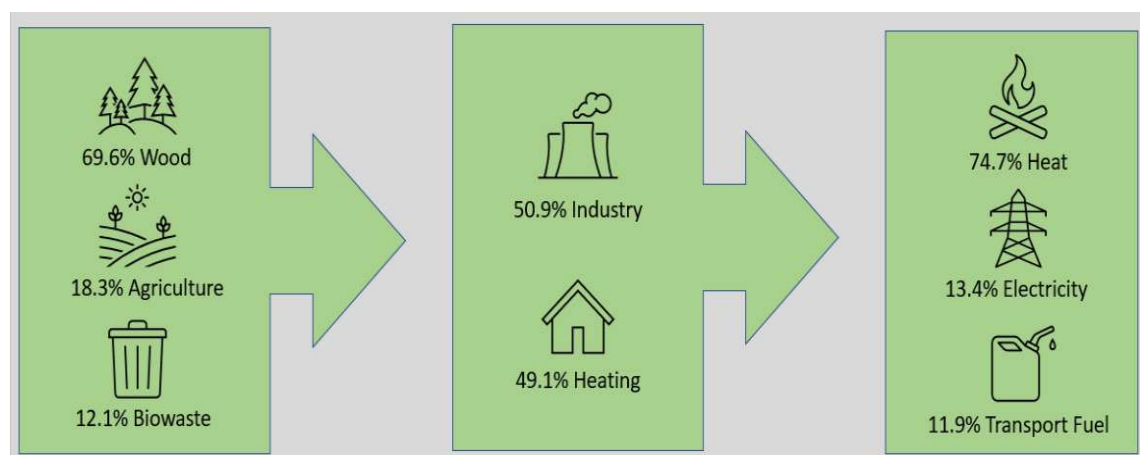 69.6% Wood
18.3% Agriculture
12.1% Biowaste
50.9% Industry
49.1% Heating
74.7% Heat
13.4% Electricity
11.9% Transport Fuel